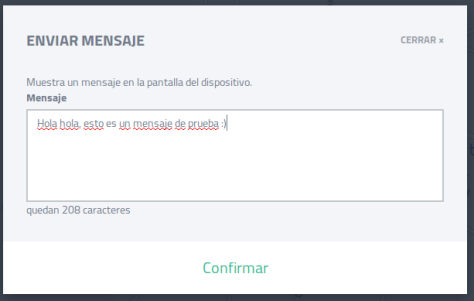 ENVIAR MENSAJE
CERRAR ×
Muestra un mensaje en la pantalla del dispositivo.
Mensaje
Hola hola, esto es un mensaje de prueba :)
quedan 208 caracteres
Confirmar